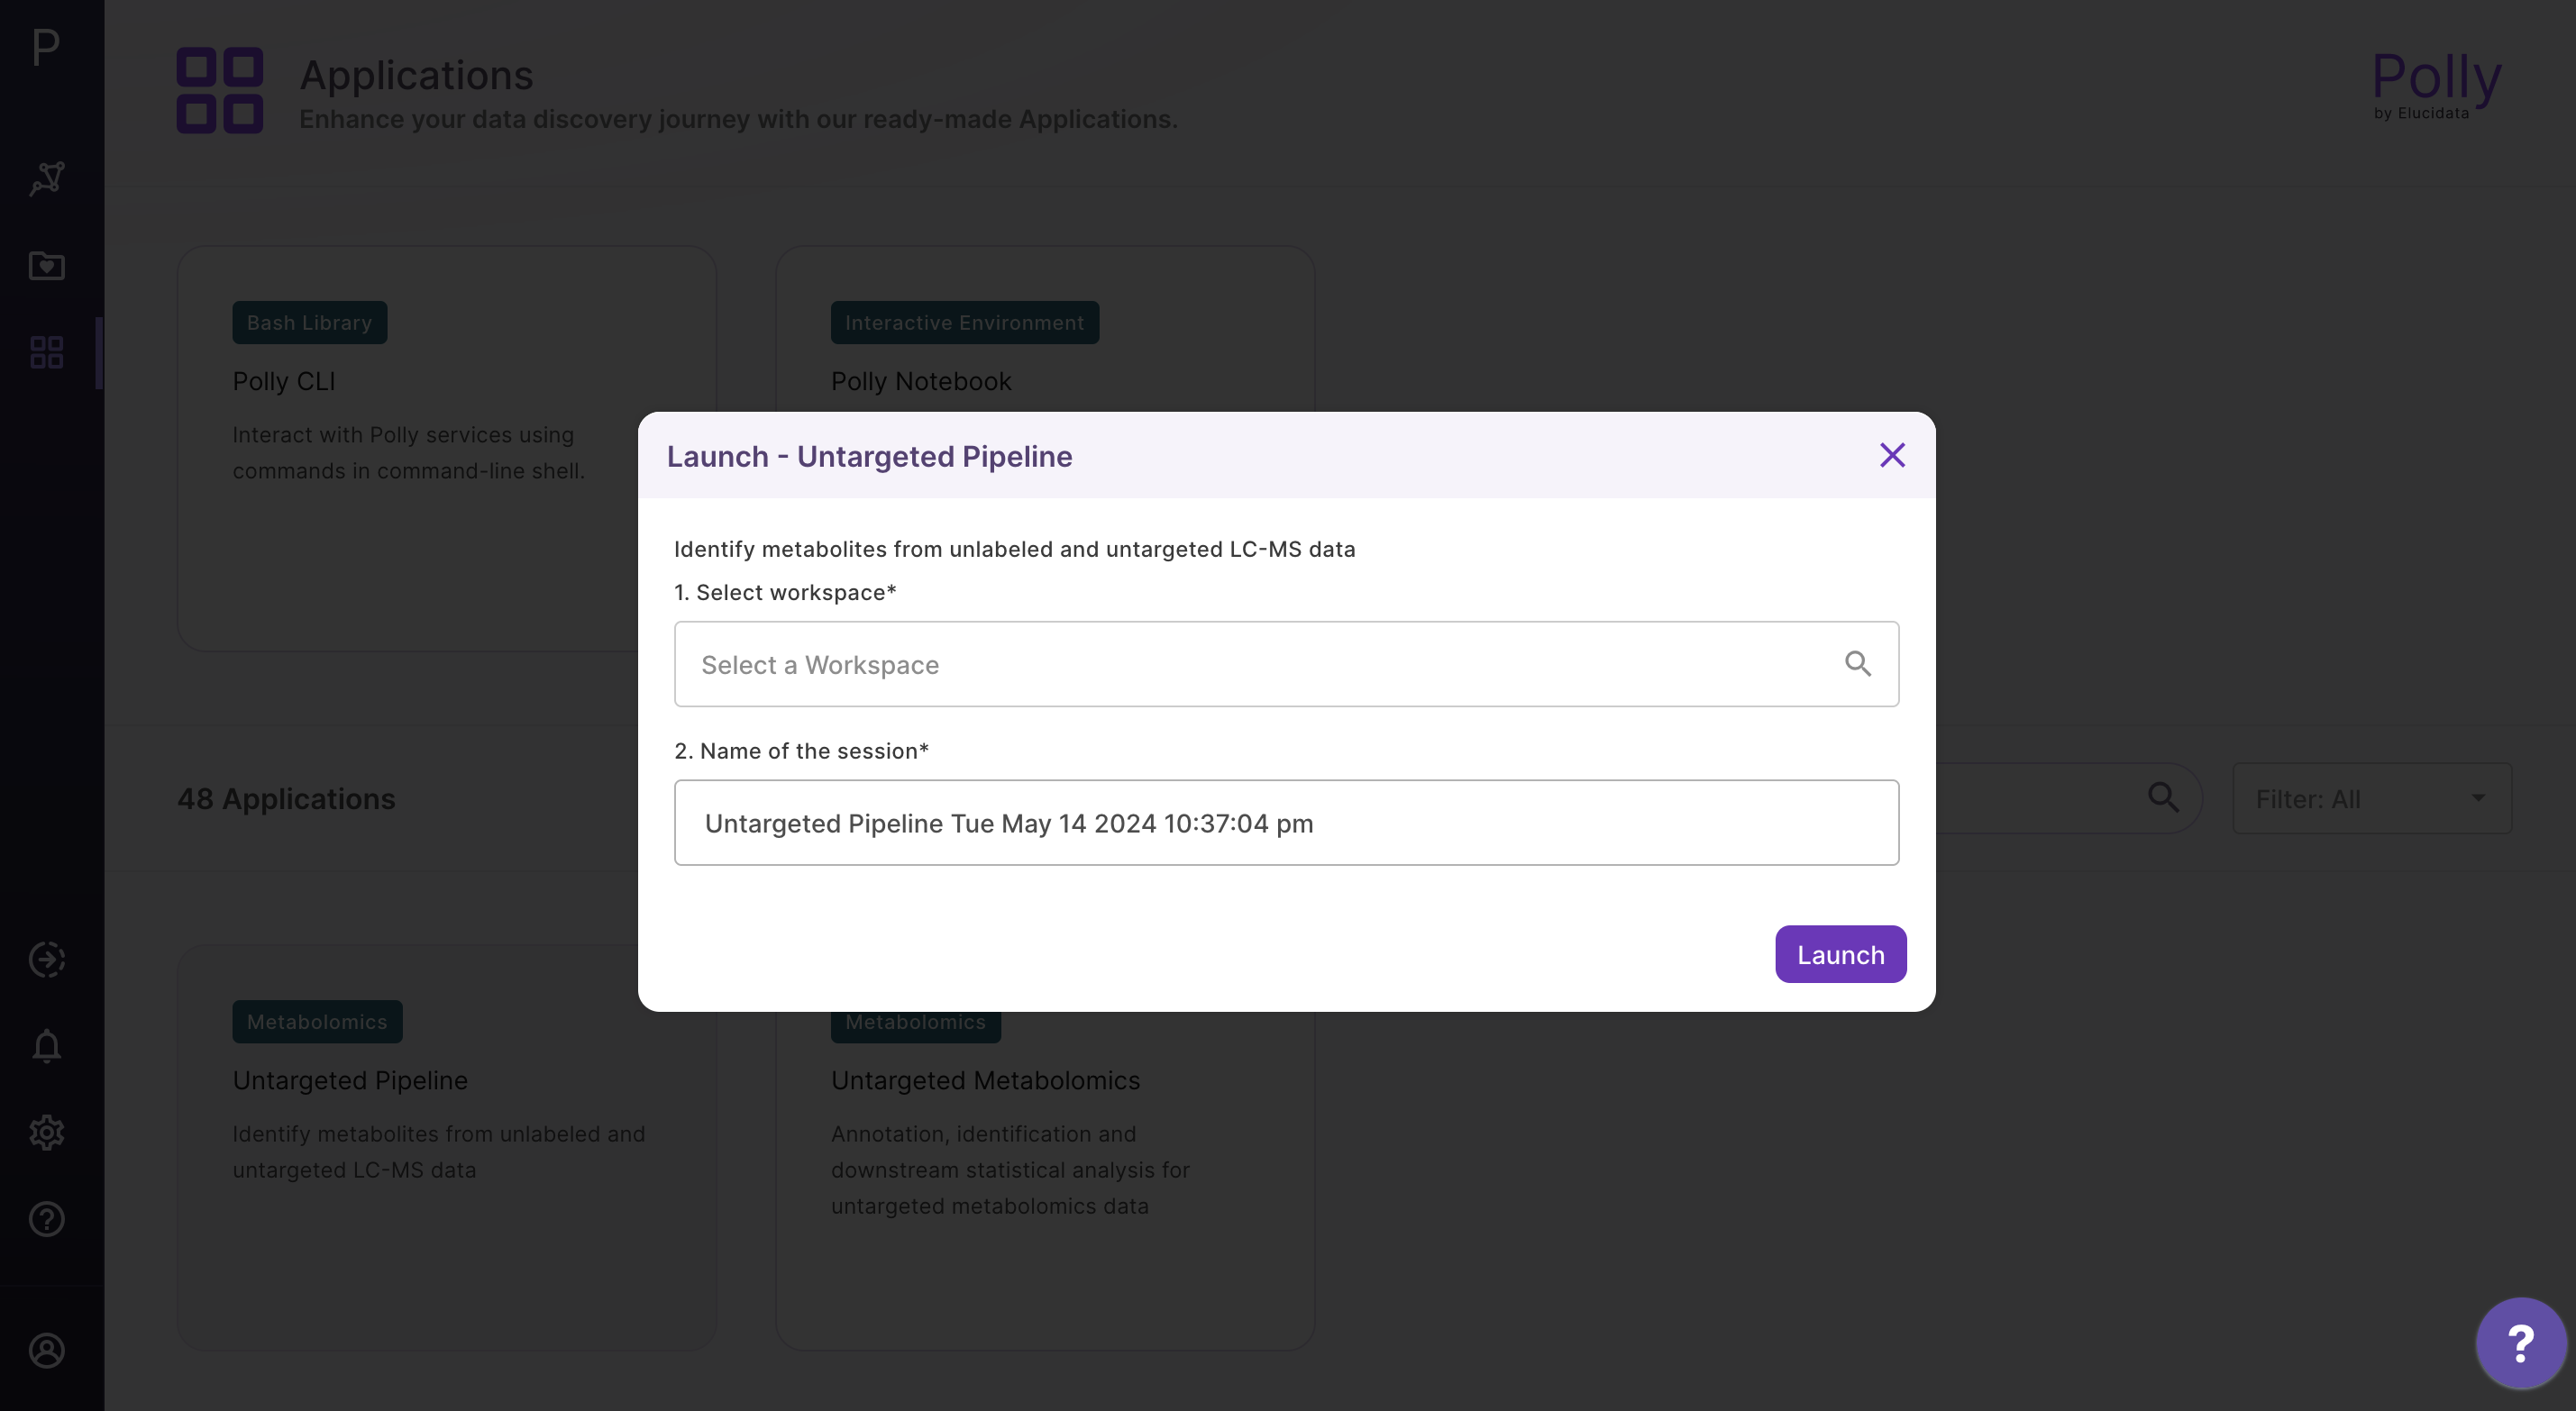 P
Applications
Enhance your data discovery journey with our ready-made Applications.
Polly
by Elucidata
Bash Library
Polly CLI
Interact with Polly services using
commands in command-line shell.
Interactive Environment
Polly Notebook
Launch - Untargeted Pipeline
Identify metabolites from unlabeled and untargeted LC-MS data
1. Select workspace*
Select a Workspace
2. Name of the session*
Untargeted Pipeline Tue May 14 2024 10:37:04 pm
Launch
48 Applications
Filter: All
Metabolomics
Untargeted Pipeline
Identify metabolites from unlabeled and
untargeted LC-MS data
Metabolomics
Untargeted Metabolomics
Annotation, identification and
downstream statistical analysis for
untargeted metabolomics data
?